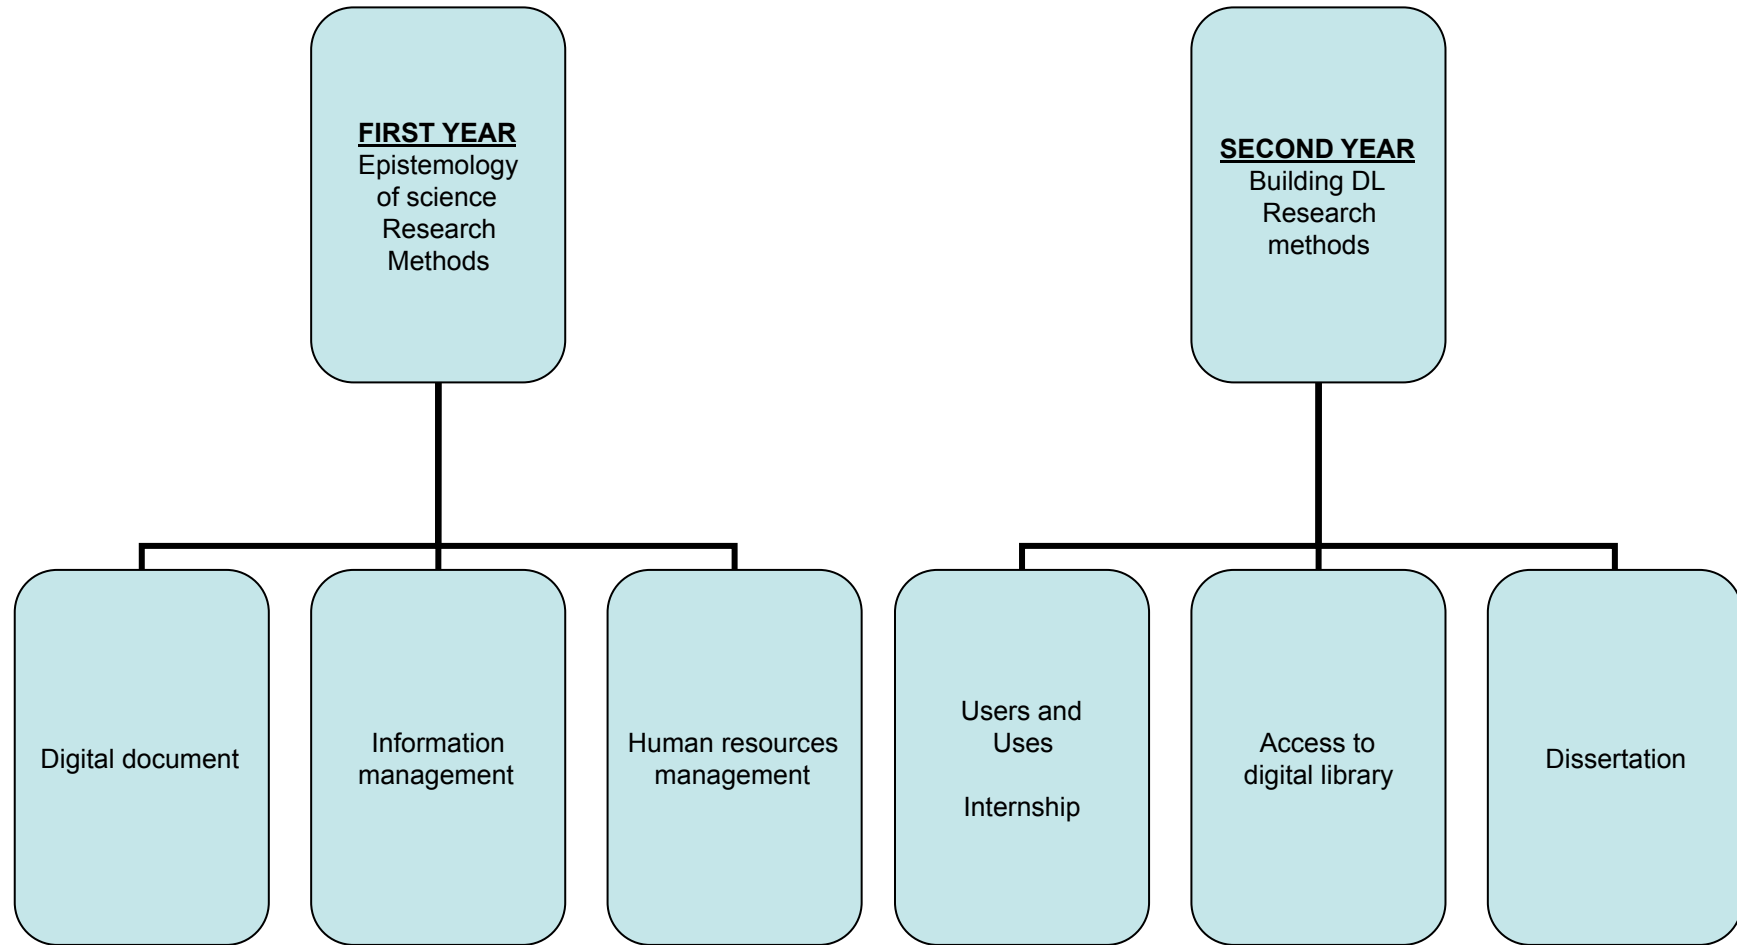 FIRST YEAR
Epistemology
of science
Research
Methods
SECOND YEAR
Building DL
Research
methods
Digital document
Information
management
Human resources
management
Users and
Uses
Internship
Access to
digital library
Dissertation